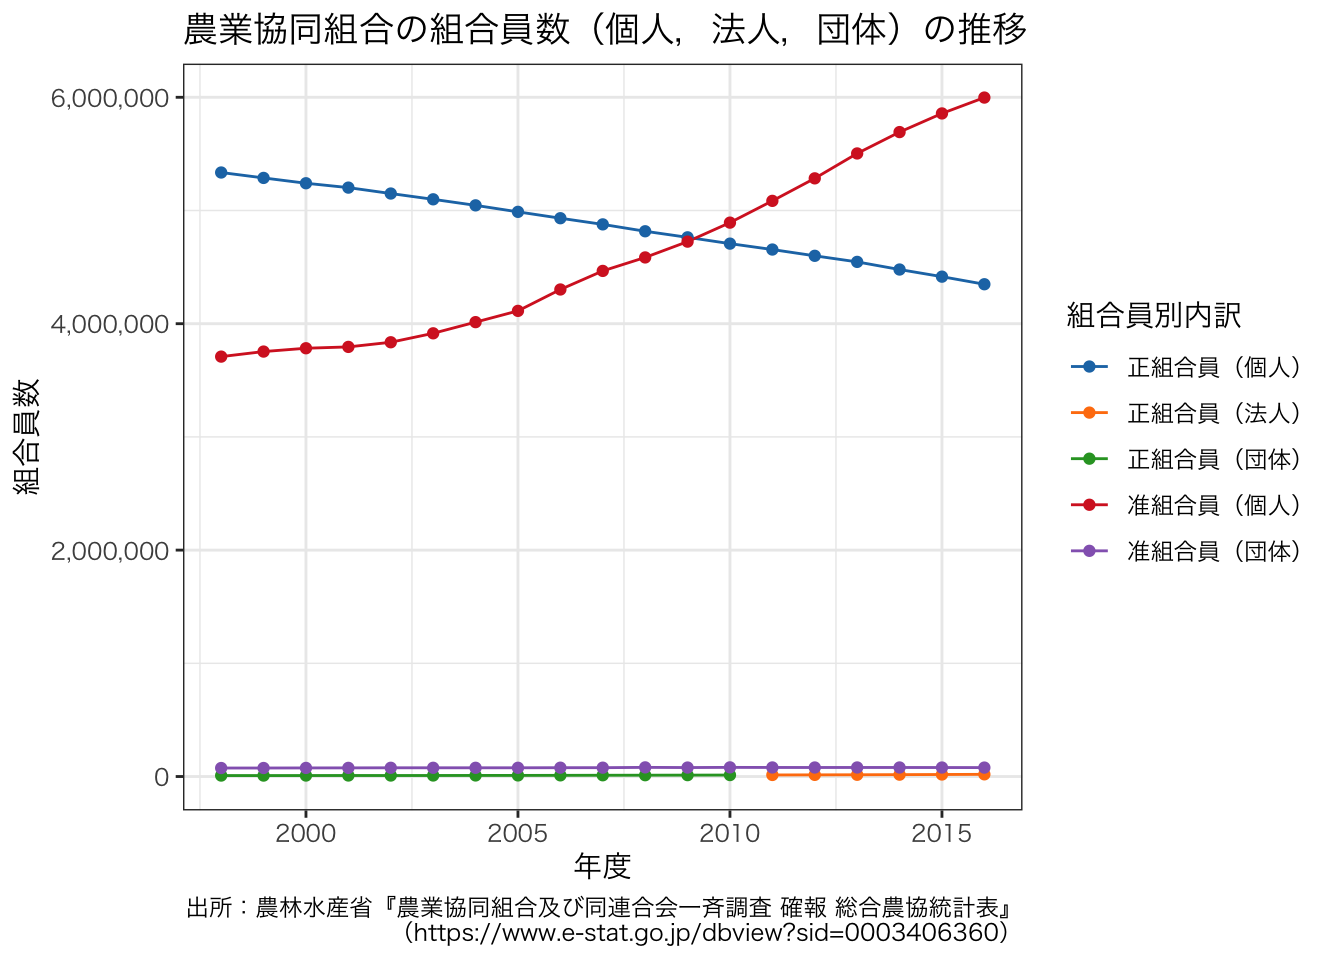 農業協同組合の組合員数（個人，法人，団体）の推移
6,000,000
4,000,000
2,000,000
0
組合員数
2000
2005
2010
2015
年度
組合員別内訳
正組合員（個人）
正組合員（法人）
正組合員（団体）
准組合員（個人）
准組合員（団体）
出所：農林水産省『農業協同組合及び同連合会一斉調査 確報 総合農協統計表』
（https://www.e-stat.go.jp/dbview?sid=0003406360）